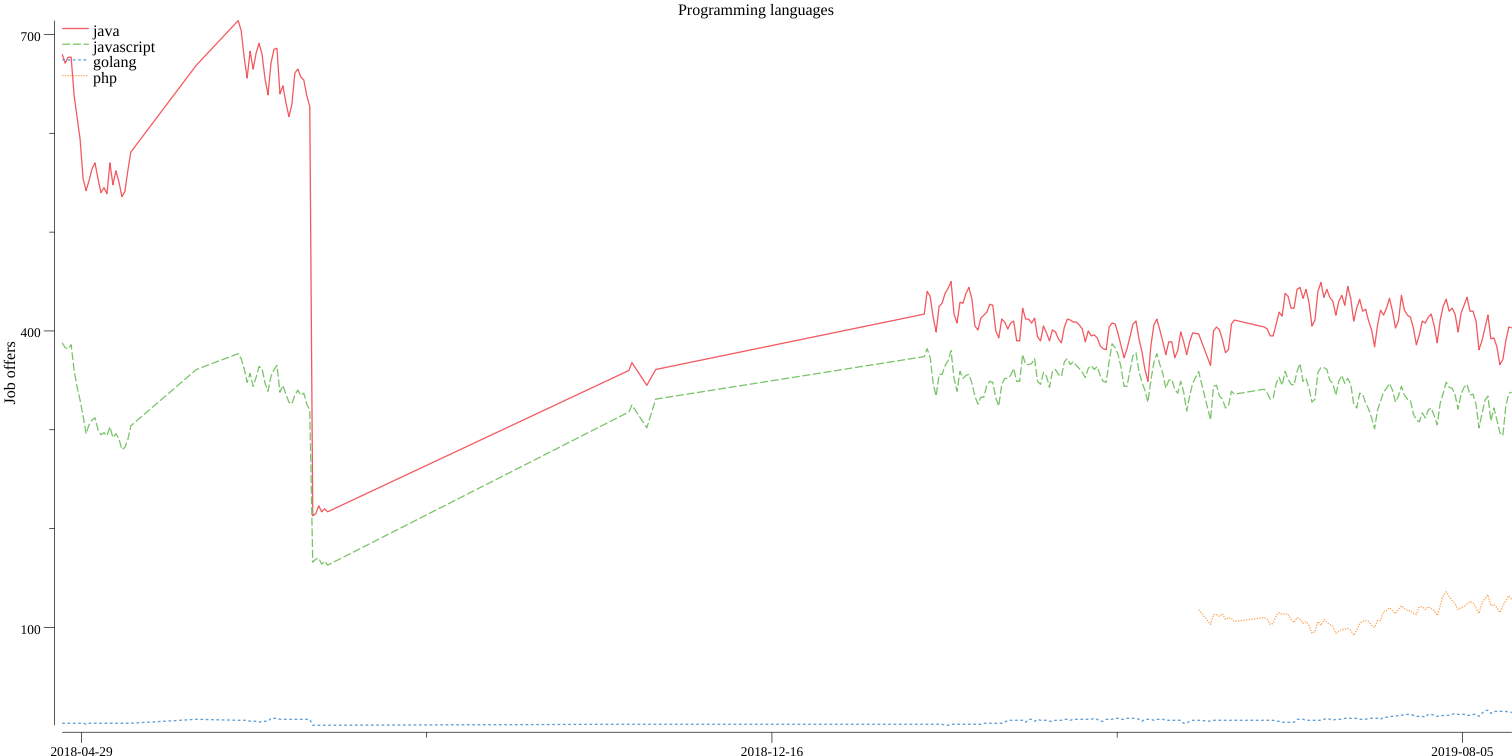 Programming languages
java
javascript
golang
php
700
400
100
Job offers
2018-04-29
2018-12-16
2019-08-05